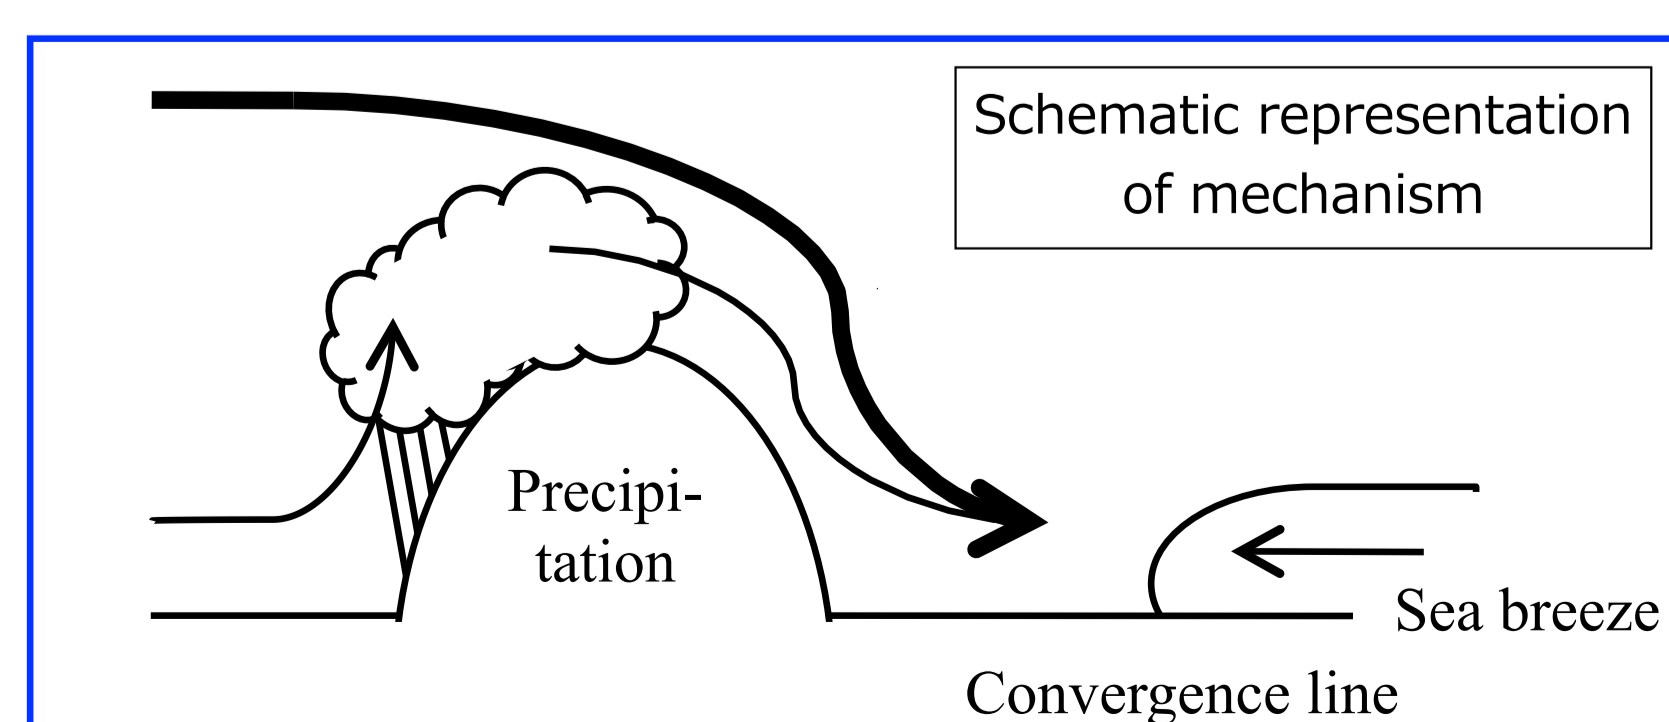 Schematic representation
of mechanism
Precipi-
tation
Sea breeze
Convergence line